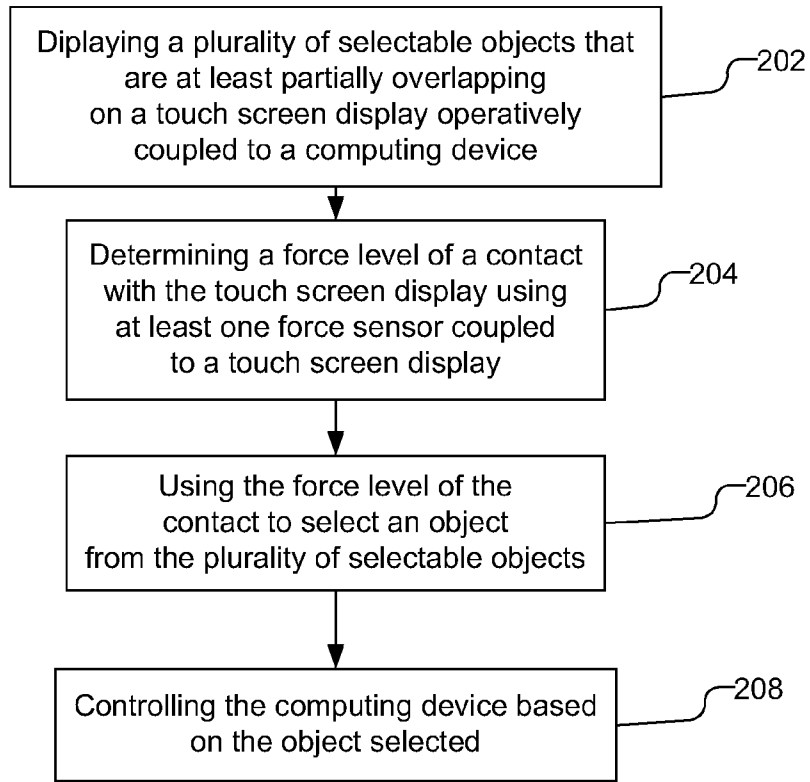 Diplaying a plurality of selectable objects that
are at least partially overlapping
on a touch screen display operatively
coupled to a computing device
202
Determining a force level of a contact
with the touch screen display using
at least one force sensor coupled
to a touch screen display
204
Using the force level of the
contact to select an object
from the plurality of selectable objects
206
Controlling the computing device based
on the object selected
208